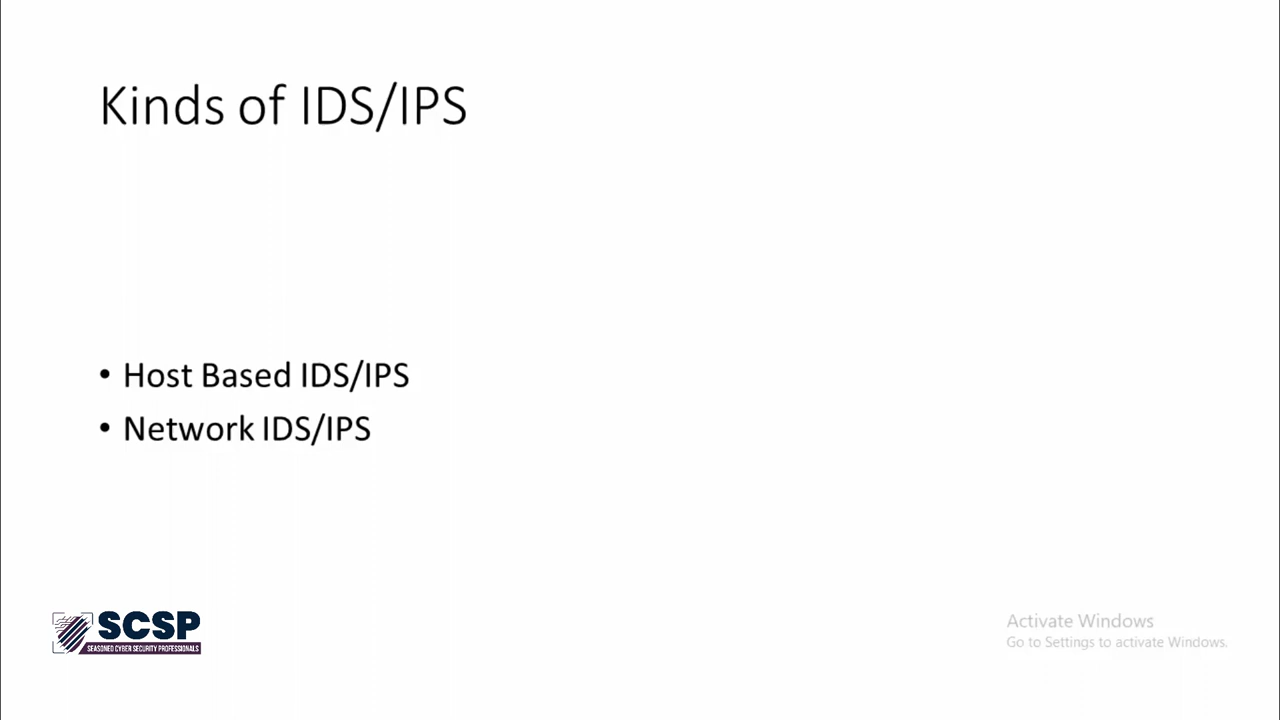 Kinds of IDS/IPS
• Host Based IDS/IPS
• Network IDS/IPS
SCSP
SEASONED CYBER SECURITY PROFESSIONALS
Activate Windows
Go to Settings to activate Windows.